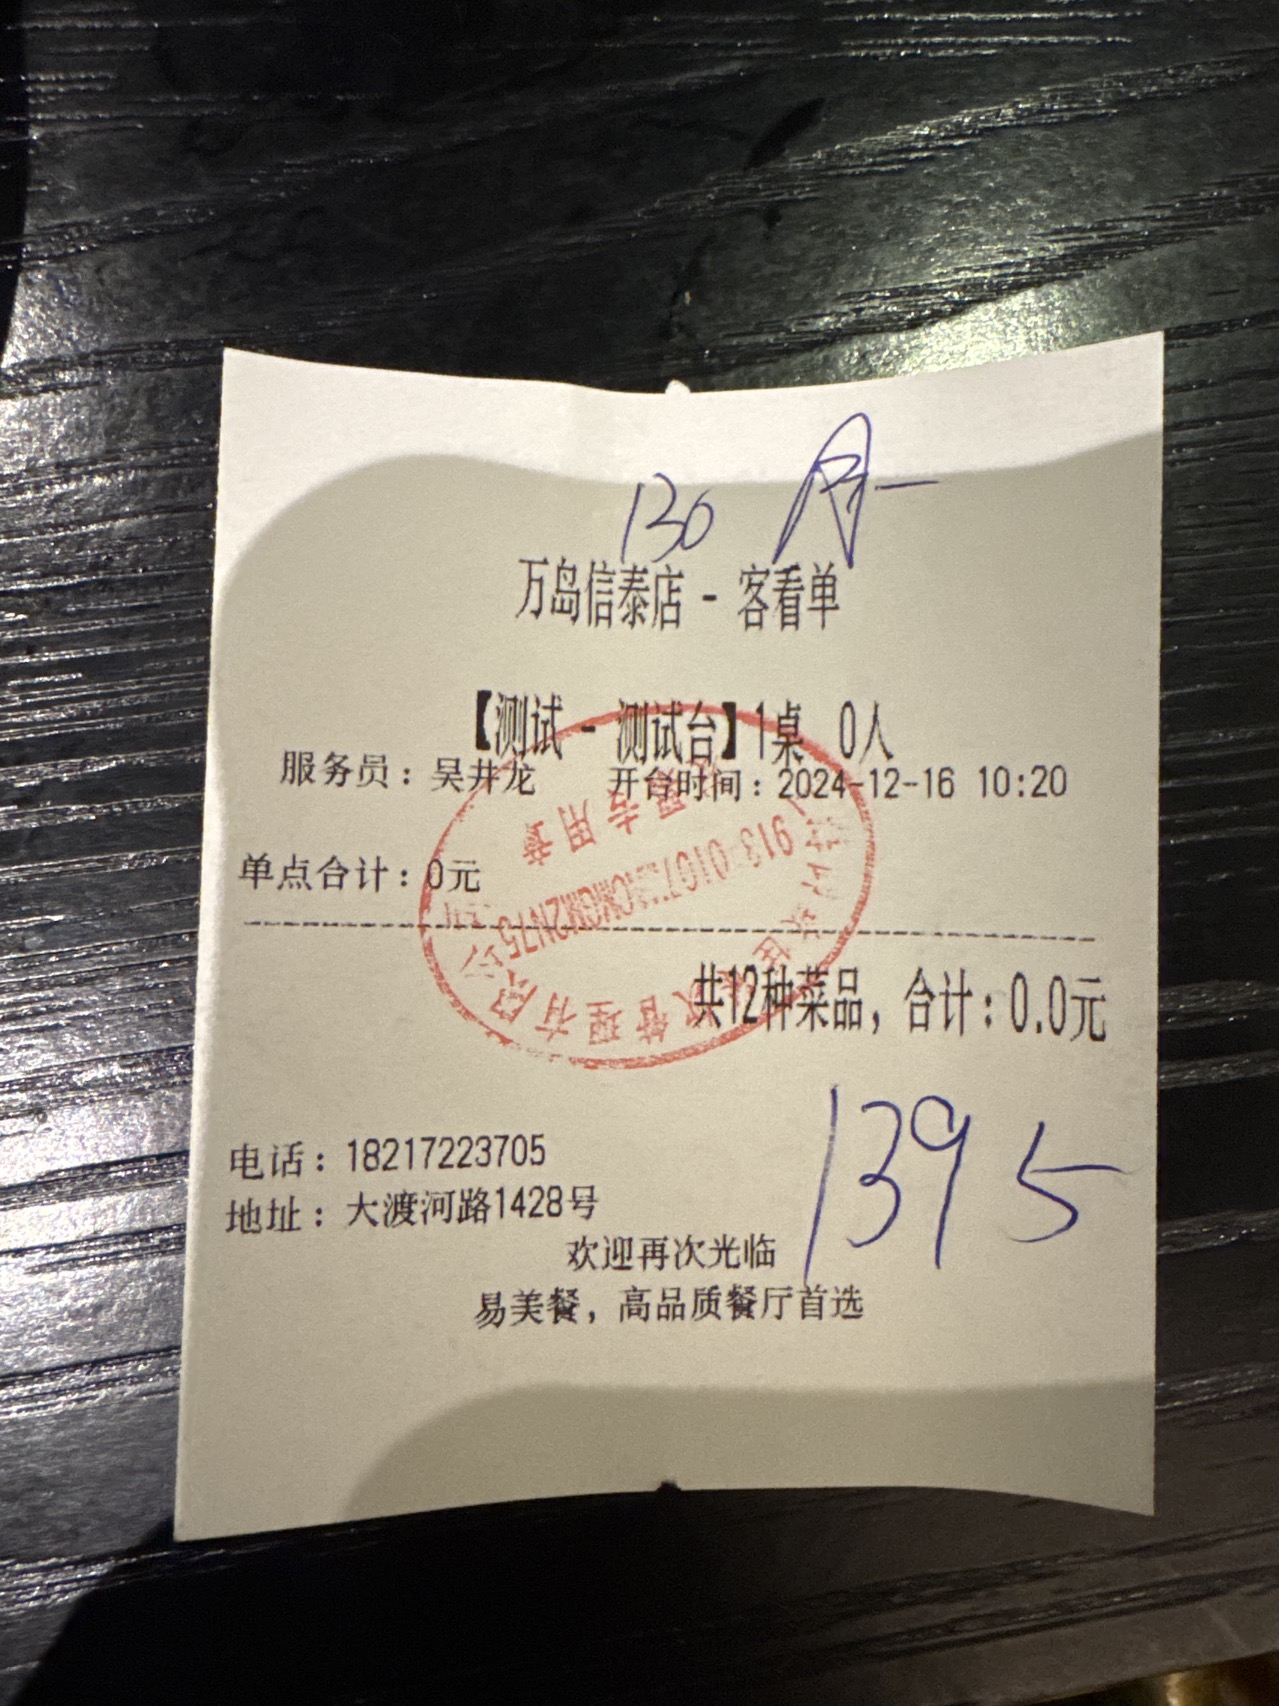 130
万岛信泰店 - 客看单
【测试 - 测试台】1桌 0人
服务员：吴井龙 开台时间：2024-12-16 10:20
单点合计：0元
共12种菜品，合计：0.0元
1395
电话：18217223705
地址：大渡河路1428号
欢迎再次光临
易美餐，高品质餐厅首选